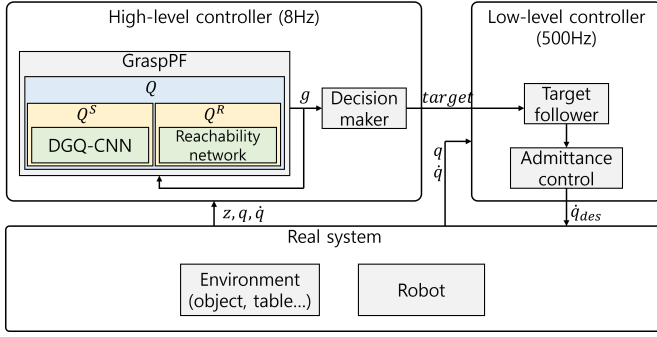 High-level controller (8Hz)
GraspPF
Q
Q^S
Q^R
DGQ-CNN
Reachability
network
g
Decision
maker
target
Low-level controller
(500Hz)
Target
follower
Admittance
control
q
q̇
z, q, q̇
q̇_des
Real system
Environment
(object, table...)
Robot